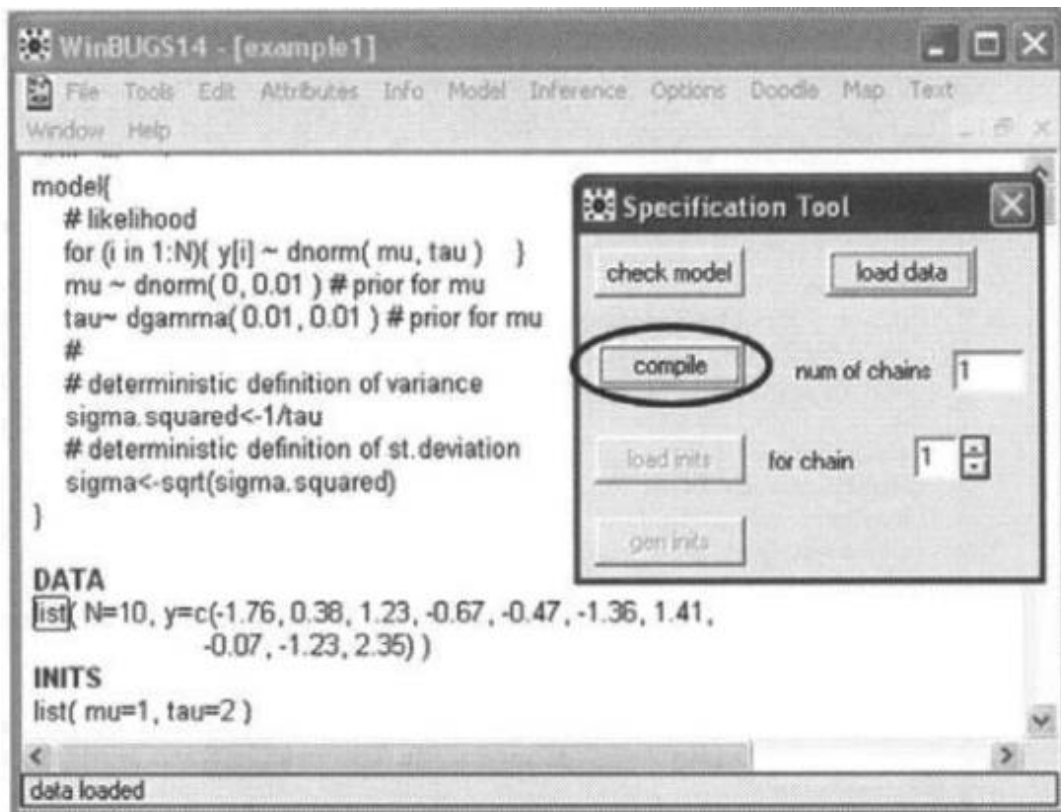 WinBUGS14 - [example1]
File Tools Edit Attributes Info Model Inference Options Doodle Map Text
Window Help
model{
# likelihood
for (i in 1:N){ y[i] ~ dnorm( mu, tau ) }
mu ~ dnorm( 0, 0.01 ) # prior for mu
tau~ dgamma( 0.01, 0.01 ) # prior for mu
#
# deterministic definition of variance
sigma.squared<-1/tau
# deterministic definition of st.deviation
sigma<-sqrt(sigma.squared)
}
DATA
list( N=10, y=c(-1.76, 0.38, 1.23, -0.67, -0.47, -1.36, 1.41,
-0.07, -1.23, 2.35) )
INITS
list( mu=1, tau=2 )
data loaded
Specification Tool
check model load data
compile num of chains 1
load inits for chain 1
gen inits